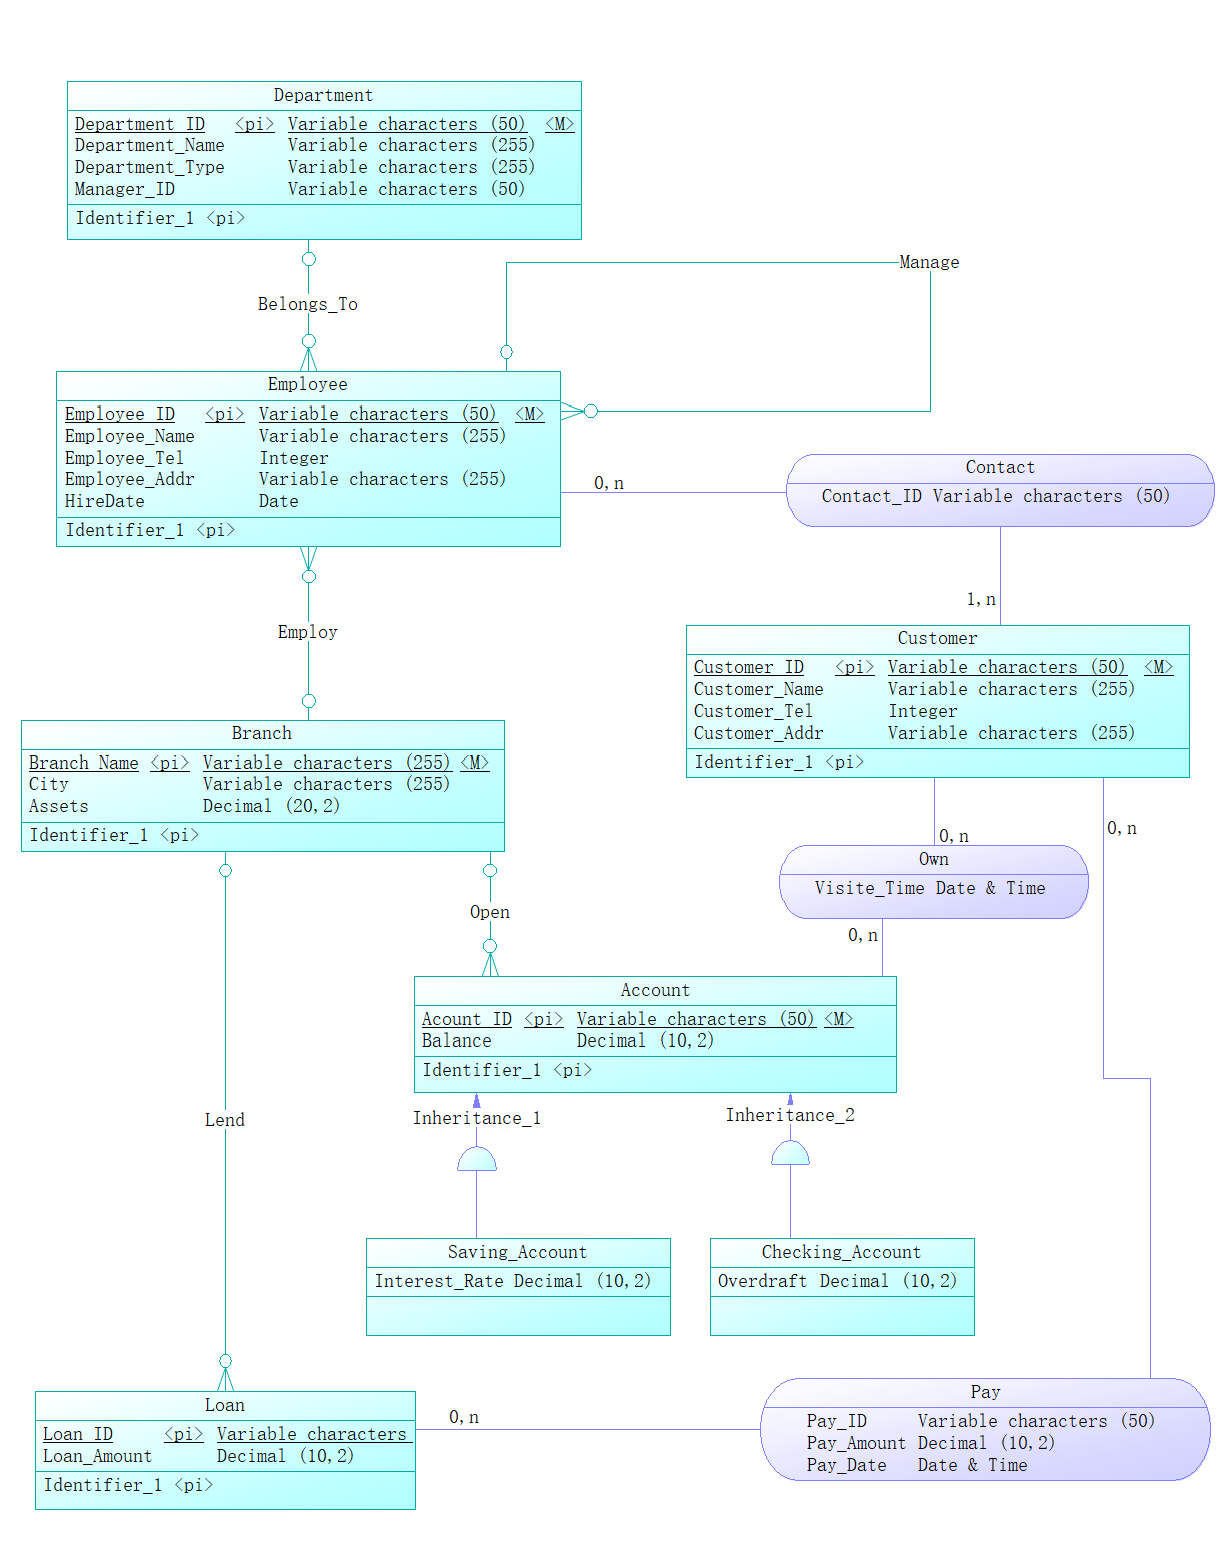 Department
Department_ID <pi> Variable characters (50) <M>
Department_Name Variable characters (255)
Department_Type Variable characters (255)
Manager_ID Variable characters (50)
Identifier_1 <pi>
Manage
Belongs_To
Employee
Employee_ID <pi> Variable characters (50) <M>
Employee_Name Variable characters (255)
Employee_Tel Integer
Employee_Addr Variable characters (255)
HireDate Date
Identifier_1 <pi>
0,n
Contact
Contact_ID Variable characters (50)
1,n
Employ
Customer
Customer_ID <pi> Variable characters (50) <M>
Customer_Name Variable characters (255)
Customer_Tel Integer
Customer_Addr Variable characters (255)
Identifier_1 <pi>
Branch
Branch_Name <pi> Variable characters (255) <M>
City Variable characters (255)
Assets Decimal (20,2)
Identifier_1 <pi>
0,n
0,n
Own
Visite_Time Date & Time
0,n
Open
Account
Acount_ID <pi> Variable characters (50) <M>
Balance Decimal (10,2)
Identifier_1 <pi>
Inheritance_1
Inheritance_2
Lend
Saving_Account
Interest_Rate Decimal (10,2)
Checking_Account
Overdraft Decimal (10,2)
Loan
Loan_ID <pi> Variable characters
Loan_Amount Decimal (10,2)
Identifier_1 <pi>
0,n
Pay
Pay_ID Variable characters (50)
Pay_Amount Decimal (10,2)
Pay_Date Date & Time